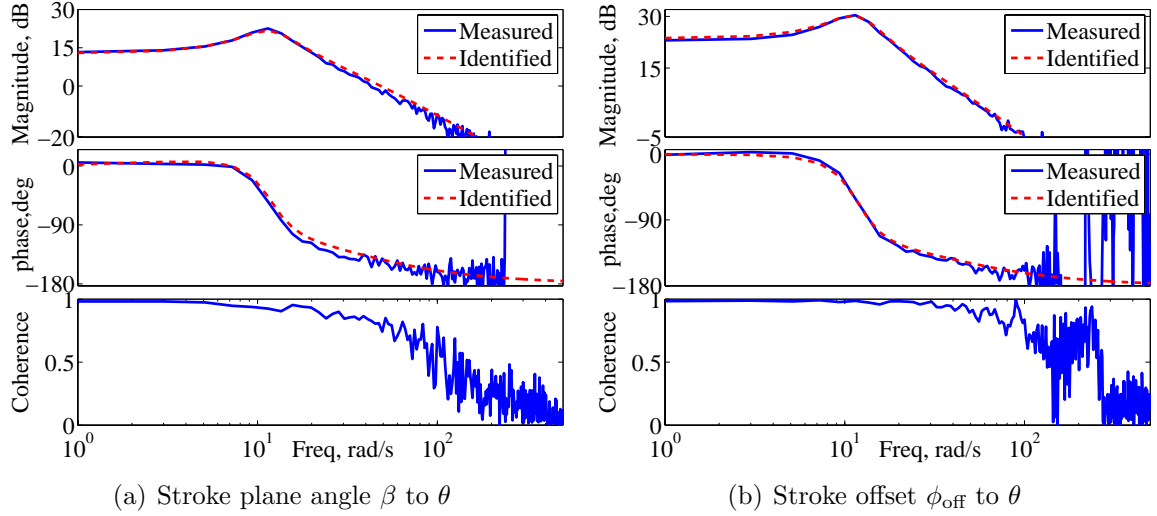 Magnitude, dB
30
15
0
−20
Measured
Identified
phase,deg
0
−90
−180
Measured
Identified
Coherence
1
0.5
0
10^0
10^1
Freq, rad/s
10^2
(a) Stroke plane angle β to θ
Magnitude, dB
30
15
−5
Measured
Identified
phase,deg
0
−90
−180
Measured
Identified
Coherence
1
0.5
0
10^0
10^1
Freq, rad/s
10^2
(b) Stroke offset ϕ_off to θ